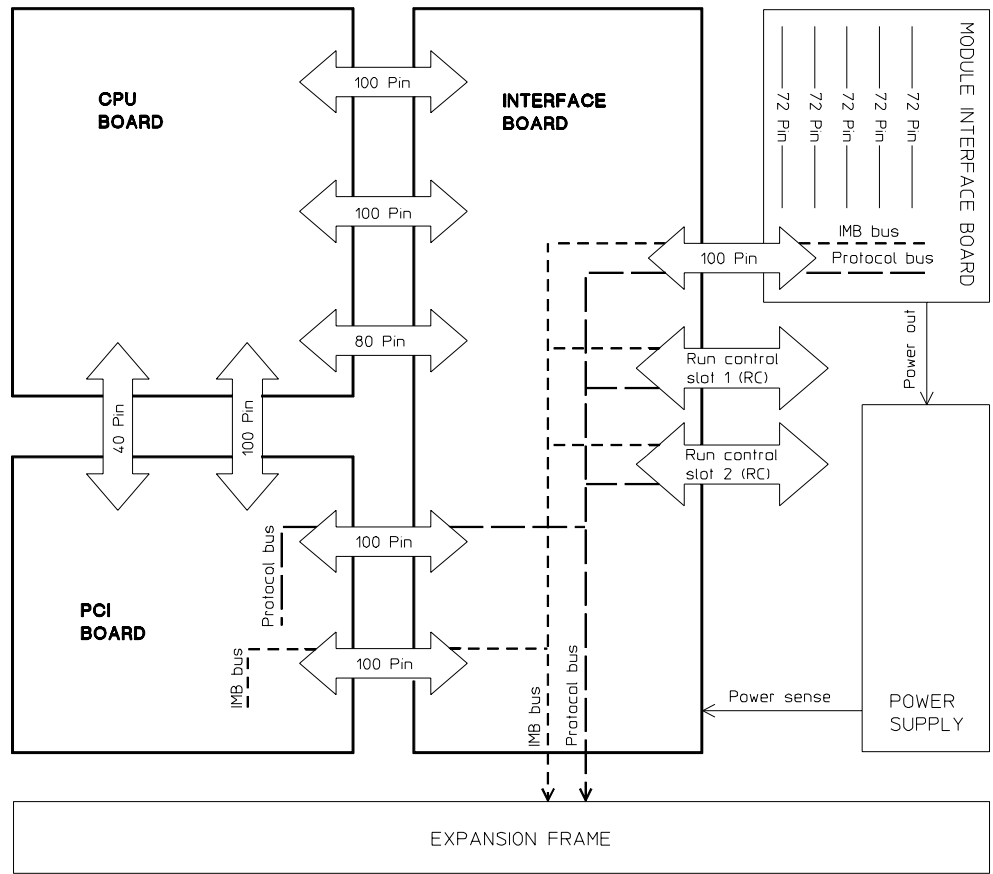 CPU
BOARD
100 Pin
100 Pin
80 Pin
INTERFACE
BOARD
72 Pin
72 Pin
72 Pin
72 Pin
72 Pin
MODULE INTERFACE BOARD
IMB bus
Protocol bus
100 Pin
Run control
slot 1 (RC)
Run control
slot 2 (RC)
Power out
40 Pin
100 Pin
PCI
BOARD
Protocol bus
100 Pin
IMB bus
100 Pin
IMB bus
Protocol bus
Power sense
POWER
SUPPLY
EXPANSION FRAME